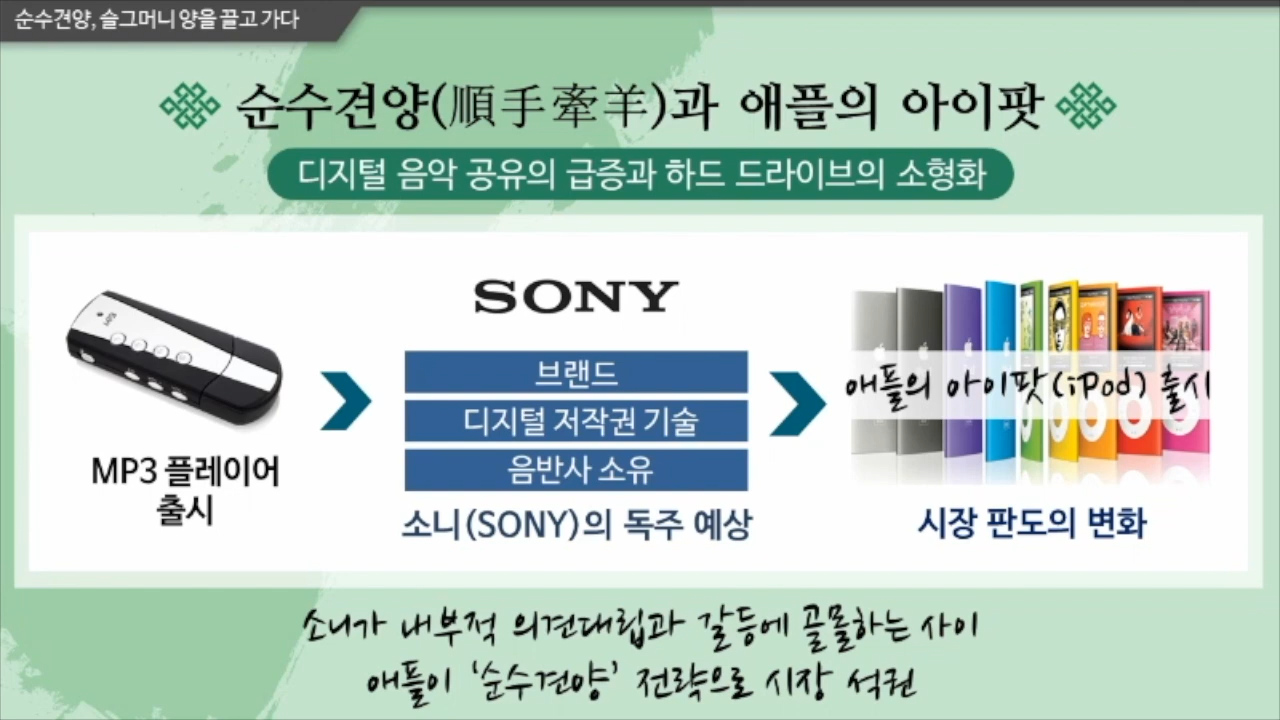 순수견양, 슬그머니 양을 끌고 가다
순수견양(順手牽羊)과 애플의 아이팟
디지털 음악 공유의 급증과 하드 드라이브의 소형화
MP3 플레이어
출시
SONY
브랜드
디지털 저작권 기술
음반사 소유
소니(SONY)의 독주 예상
애플의 아이팟(iPod) 출시
시장 판도의 변화
소니가 내부적 의견대립과 갈등에 골몰하는 사이
애플이 ‘순수견양’ 전략으로 시장 석권